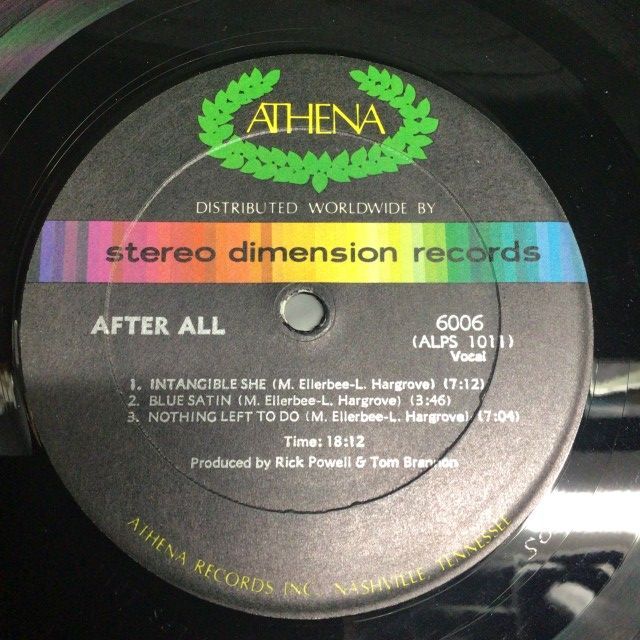 ATHENA
DISTRIBUTED WORLDWIDE BY
stereo dimension records
AFTER ALL
6006
(ALPS 1011)
Vocal
1. INTANGIBLE SHE (M. Ellerbee-L. Hargrove) (7:12)
2. BLUE SATIN (M. Ellerbee-L. Hargrove) (3:46)
3. NOTHING LEFT TO DO (M. Ellerbee-L. Hargrove) (7:04)
Time: 18:12
Produced by Rick Powell & Tom Brannon
ATHENA RECORDS INC. NASHVILLE, TENNESSEE